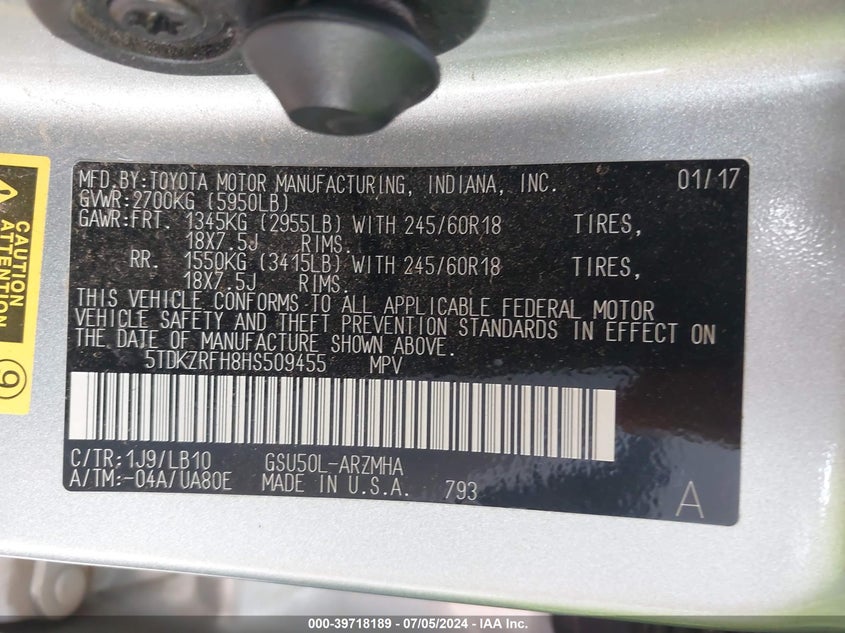 MFD.BY:TOYOTA MOTOR MANUFACTURING, INDIANA, INC. 01/17
GVWR:2700KG (5950LB)
GAWR:FRT. 1345KG (2955LB) WITH 245/60R18 TIRES,
18X7.5J RIMS.
RR. 1550KG (3415LB) WITH 245/60R18 TIRES,
18X7.5J RIMS.
THIS VEHICLE CONFORMS TO ALL APPLICABLE FEDERAL MOTOR
VEHICLE SAFETY AND THEFT PREVENTION STANDARDS IN EFFECT ON
THE DATE OF MANUFACTURE SHOWN ABOVE.
5TDKZRFH8HS509455 MPV
C/TR:1J9/LB10 GSU50L-ARZMHA
A/TM:-04A/UA80E MADE IN U.S.A. 793
A
CAUTION
ATTENTION
9
000-39718189 - 07/05/2024 - IAA Inc.